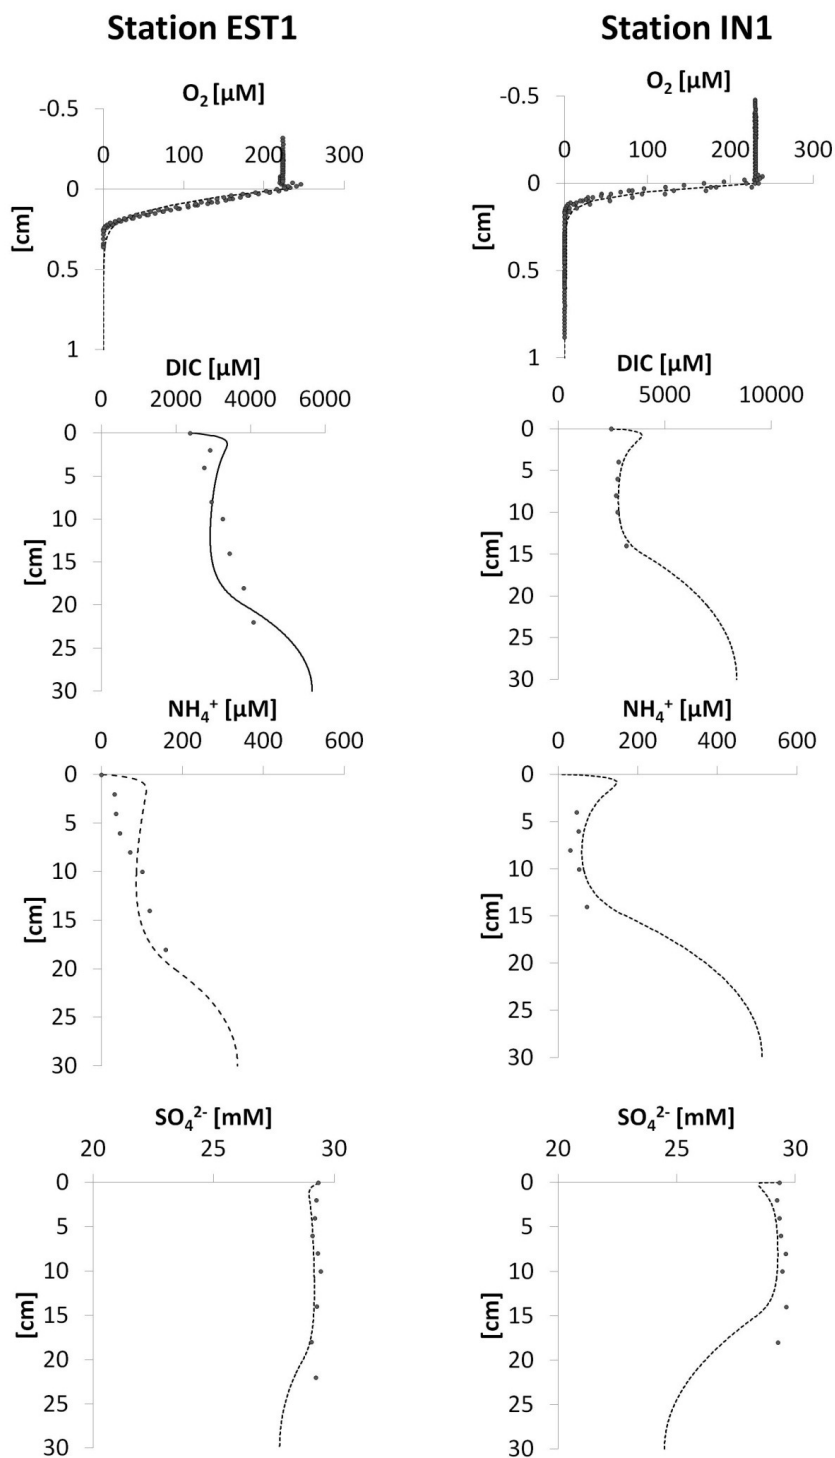 Station EST1 Station IN1
O2 [µM] O2 [µM]
-0.5 0 0.5 1 [cm] 0 100 200 300
-0.5 0 0.5 1 [cm] 0 100 200 300
DIC [µM] DIC [µM]
0 2000 4000 6000
0 5000 10000
0 5 10 15 20 25 30 [cm]
0 5 10 15 20 25 30 [cm]
NH4+ [µM] NH4+ [µM]
0 200 400 600
0 200 400 600
0 5 10 15 20 25 30 [cm]
0 5 10 15 20 25 30 [cm]
SO42- [mM] SO42- [mM]
20 25 30
20 25 30
0 5 10 15 20 25 30 [cm]
0 5 10 15 20 25 30 [cm]